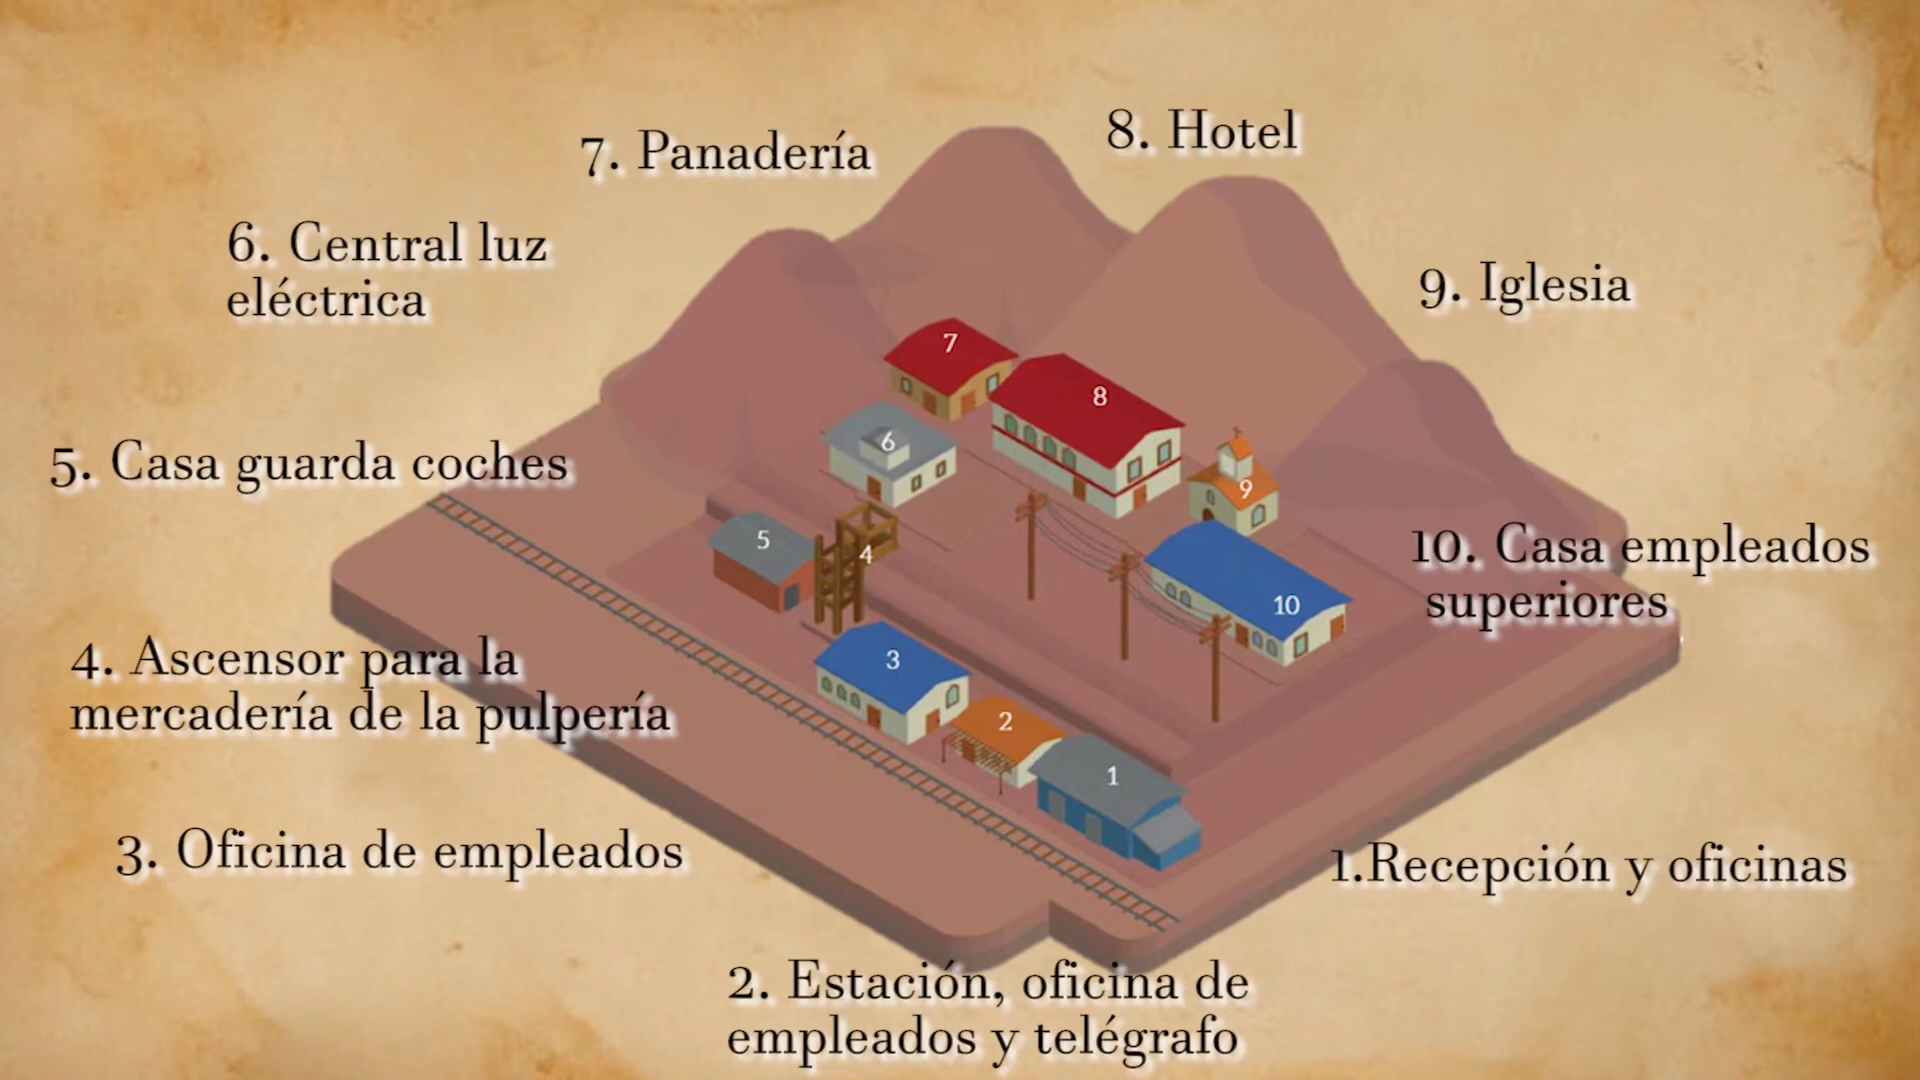 7. Panadería
8. Hotel
6. Central luz
eléctrica
9. Iglesia
5. Casa guarda coches
10. Casa empleados
superiores
4. Ascensor para la
mercadería de la pulpería
3. Oficina de empleados
1.Recepción y oficinas
2. Estación, oficina de
empleados y telégrafo
7
8
6
9
5
4
10
3
2
1